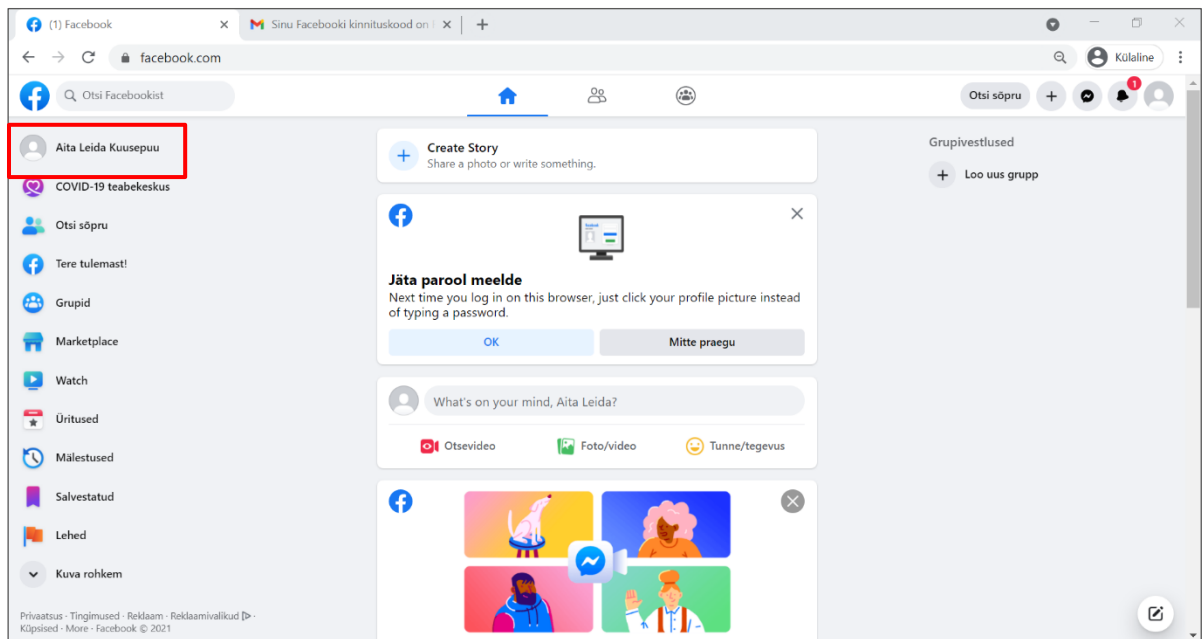 (1) Facebook
Sinu Facebooki kinnituskood on
facebook.com
Külaline
Otsi Facebookist
Otsi sõpru
1
Aita Leida Kuusepuu
COVID-19 teabekeskus
Otsi sõpru
Tere tulemast!
Grupid
Marketplace
Watch
Üritused
Mälestused
Salvestatud
Lehed
Kuva rohkem
Privaatsus · Tingimused · Reklaam · Reklaamivalikud ·
Küpsised · More · Facebook © 2021
Create Story
Share a photo or write something.
Jäta parool meelde
Next time you log in on this browser, just click your profile picture instead
of typing a password.
OK
Mitte praegu
What's on your mind, Aita Leida?
Otsevideo
Foto/video
Tunne/tegevus
Grupivestlused
Loo uus grupp